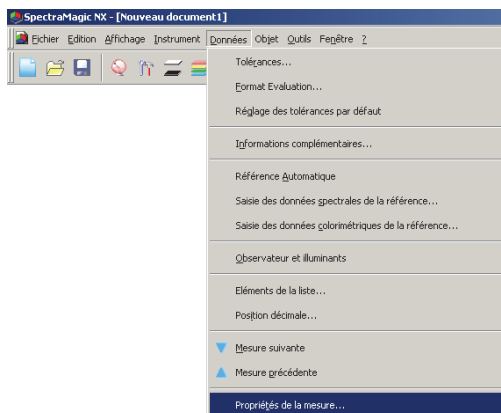 SpectraMagic NX - [Nouveau document1]
Fichier Edition Affichage Instrument Données Objet Outils Fenêtre ?
Tolérances...
Format Evaluation...
Réglage des tolérances par défaut
Informations complémentaires...
Référence Automatique
Saisie des données spectrales de la référence...
Saisie des données colorimétriques de la référence...
Observateur et illuminants
Eléments de la liste...
Position décimale...
Mesure suivante
Mesure précédente
Propriétés de la mesure...